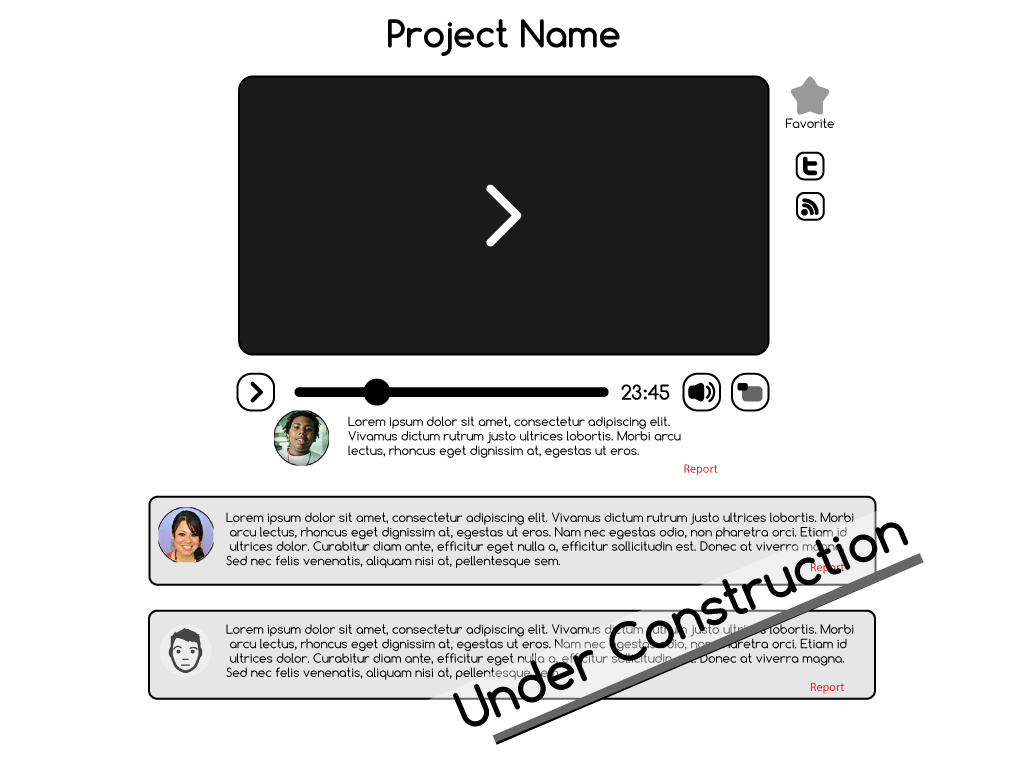 Project Name
Favorite
23:45
Lorem ipsum dolor sit amet, consectetur adipiscing elit.
Vivamus dictum rutrum justo ultrices lobortis. Morbi arcu
lectus, rhoncus eget dignissim at, egestas ut eros.
Report
Lorem ipsum dolor sit amet, consectetur adipiscing elit. Vivamus dictum rutrum justo ultrices lobortis. Morbi
arcu lectus, rhoncus eget dignissim at, egestas ut eros. Nam nec egestas odio, non pharetra orci. Etiam id
ultrices dolor. Curabitur diam ante, efficitur eget nulla a, efficitur sollicitudin est. Donec at viverra magna.
Sed nec felis venenatis, aliquam nisi at, pellentesque sem.
Report
Lorem ipsum dolor sit amet, consectetur adipiscing elit. Vivamus dictum rutrum justo ultrices lobortis. Morbi
arcu lectus, rhoncus eget dignissim at, egestas ut eros. Nam nec egestas odio, non pharetra orci. Etiam id
ultrices dolor. Curabitur diam ante, efficitur eget nulla a, efficitur sollicitudin est. Donec at viverra magna.
Sed nec felis venenatis, aliquam nisi at, pellentesque sem.
Report
Under Construction